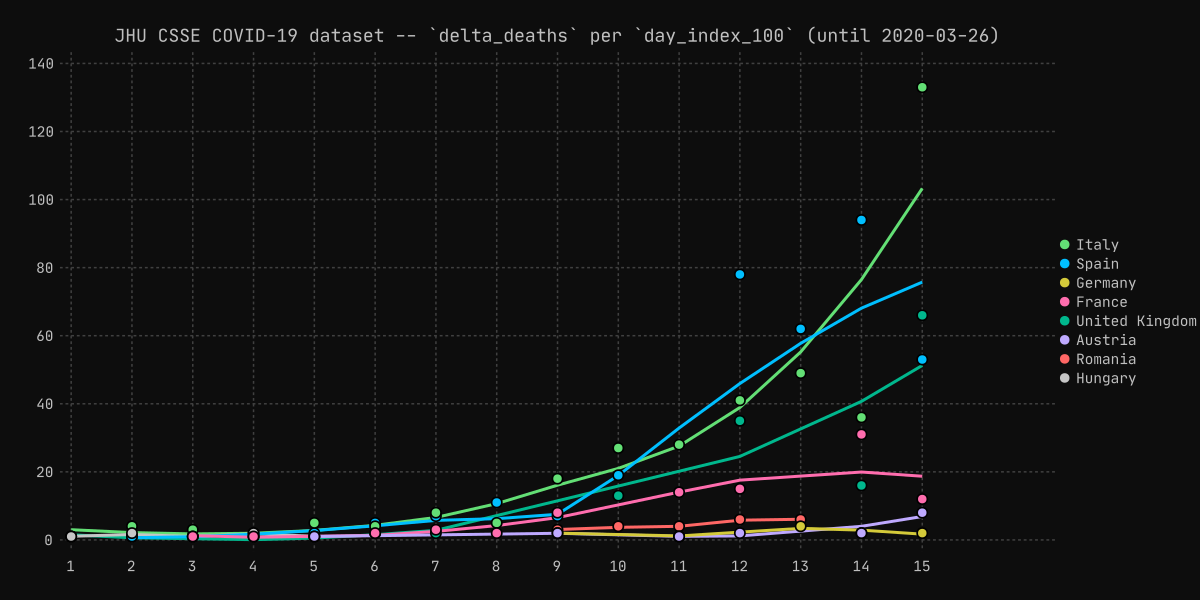 JHU CSSE COVID-19 dataset -- `delta_deaths` per `day_index_100` (until 2020-03-26)
140
120
100
80
60
40
20
0
1 2 3 4 5 6 7 8 9 10 11 12 13 14 15
Italy
Spain
Germany
France
United Kingdom
Austria
Romania
Hungary